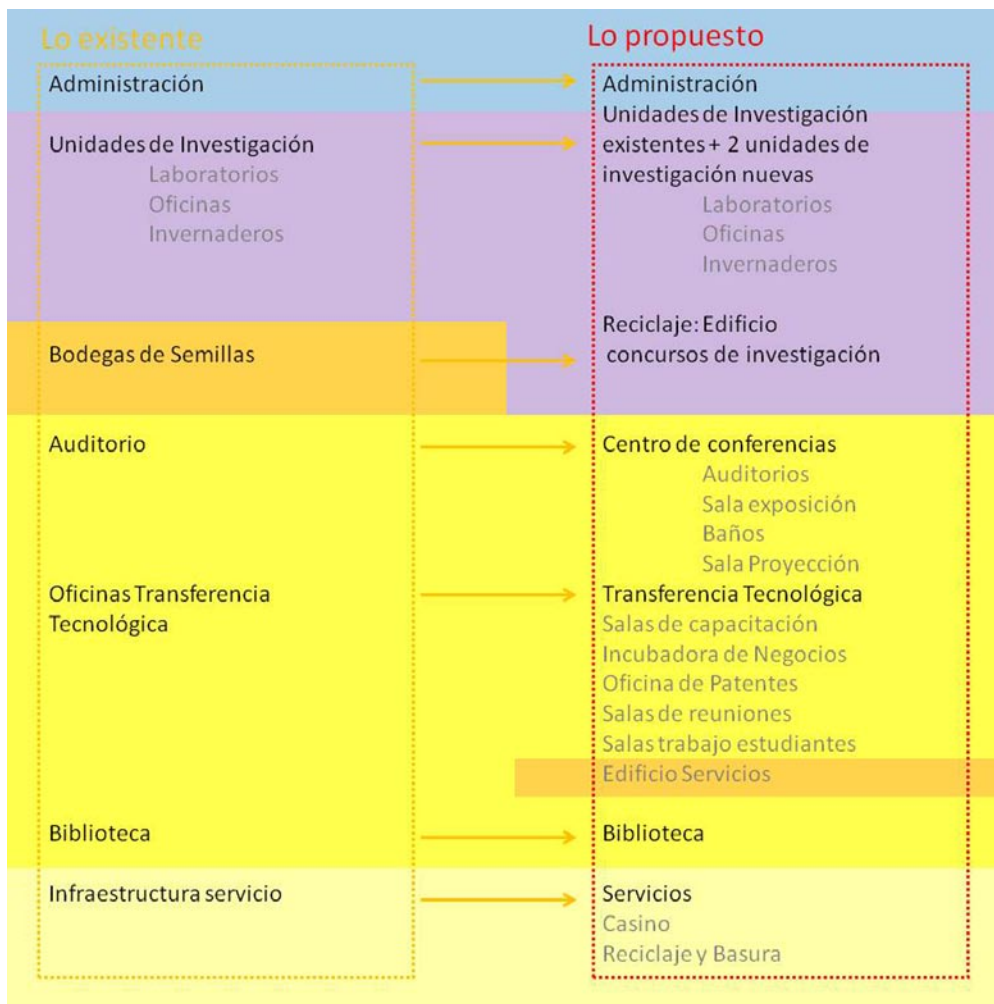 Lo existente
Administración
Unidades de Investigación
Laboratorios
Oficinas
Invernaderos
Bodegas de Semillas
Auditorio
Oficinas Transferencia
Tecnológica
Biblioteca
Infraestructura servicio
Lo propuesto
Administración
Unidades de Investigación
existentes + 2 unidades de
investigación nuevas
Laboratorios
Oficinas
Invernaderos
Reciclaje: Edificio
concursos de investigación
Centro de conferencias
Auditorios
Sala exposición
Baños
Sala Proyección
Transferencia Tecnológica
Salas de capacitación
Incubadora de Negocios
Oficina de Patentes
Salas de reuniones
Salas trabajo estudiantes
Edificio Servicios
Biblioteca
Servicios
Casino
Reciclaje y Basura